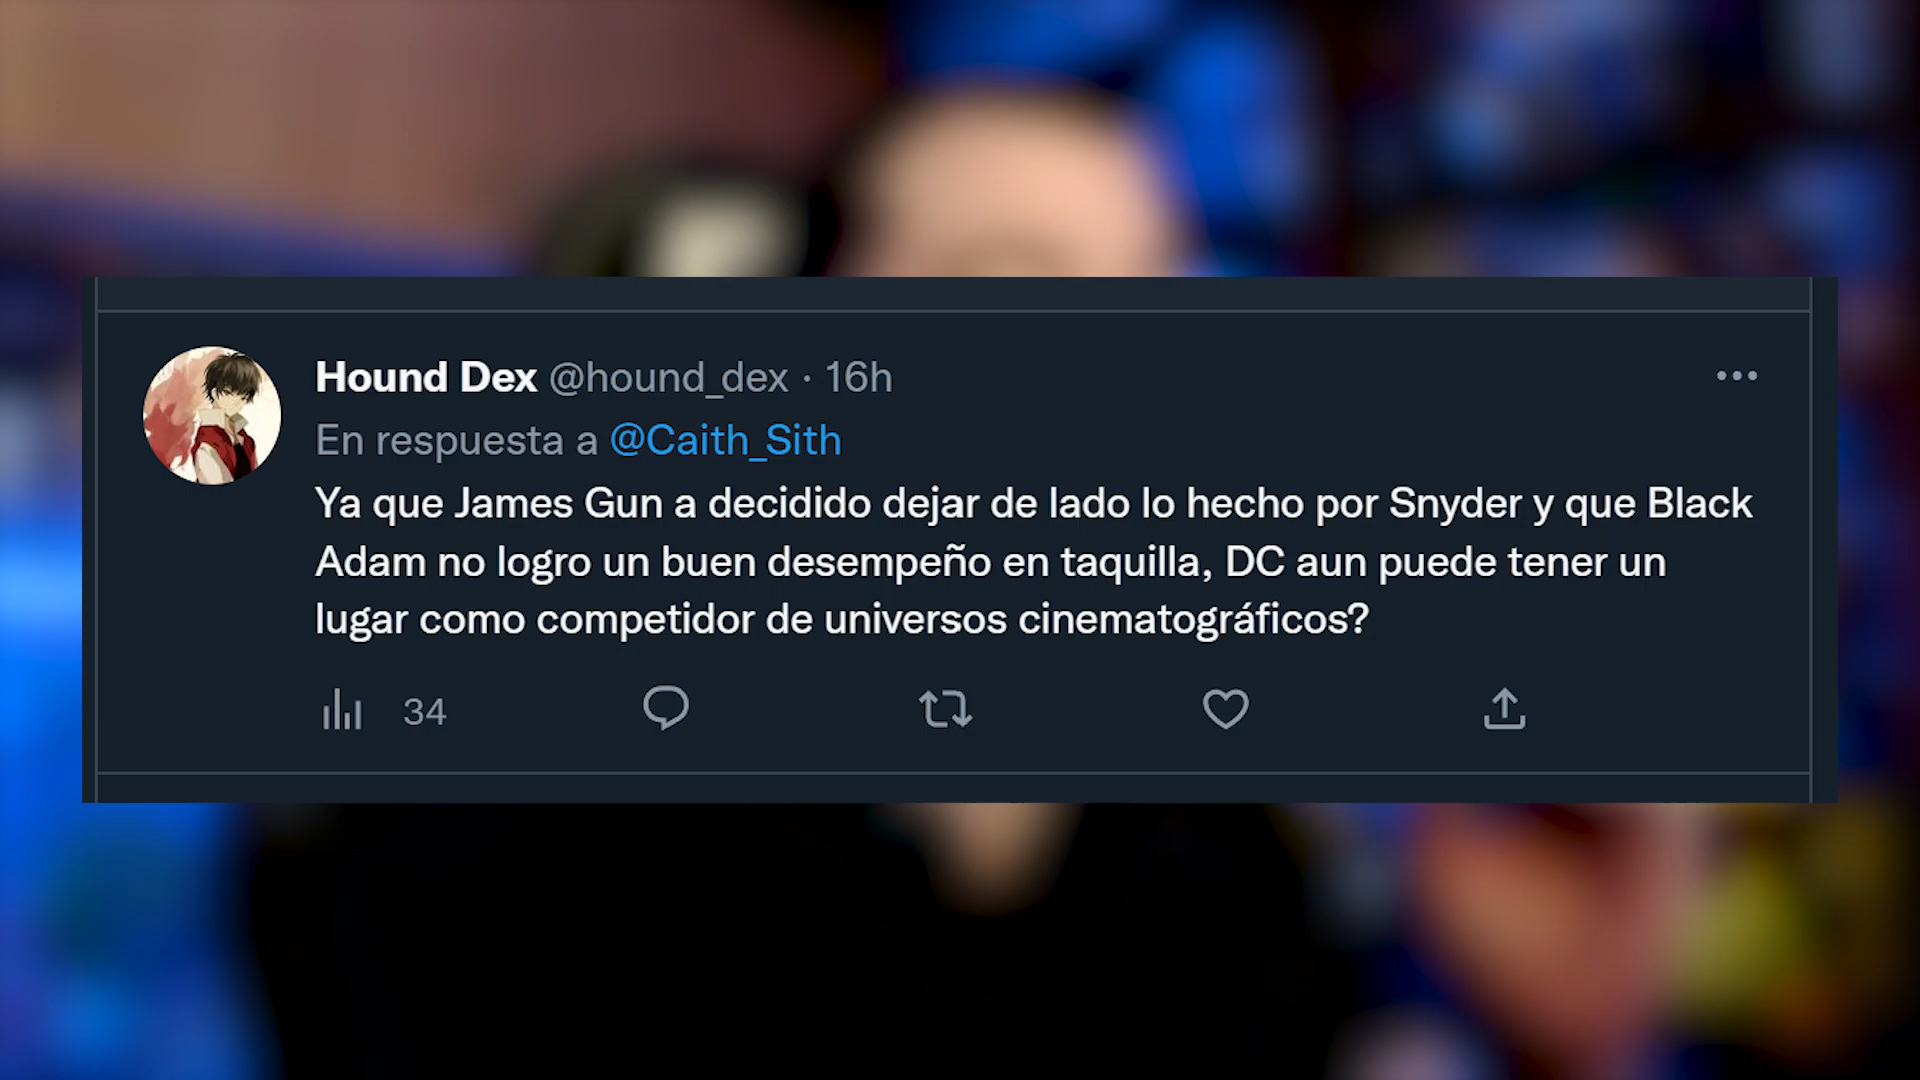 Hound Dex @hound_dex · 16h
En respuesta a @Caith_Sith
Ya que James Gun a decidido dejar de lado lo hecho por Snyder y que Black
Adam no logro un buen desempeño en taquilla, DC aun puede tener un
lugar como competidor de universos cinematográficos?
34